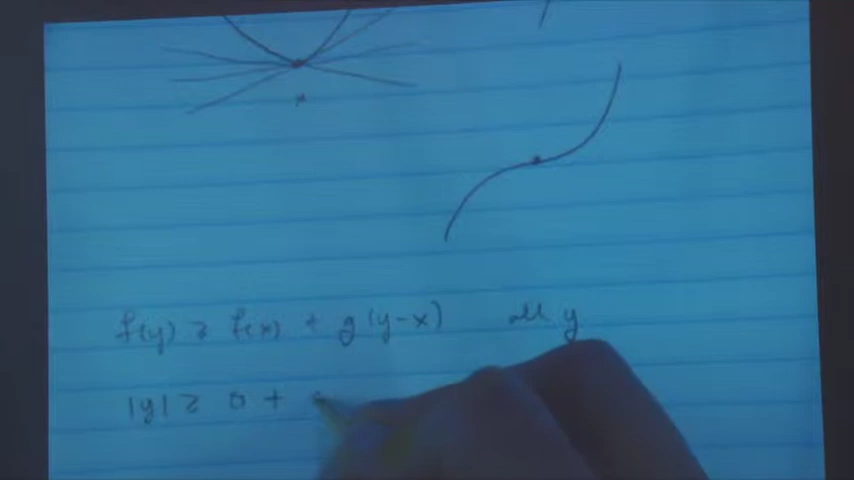 x
f(y) ≥ f(x) + g(y-x) all y
|y| ≥ 0 +